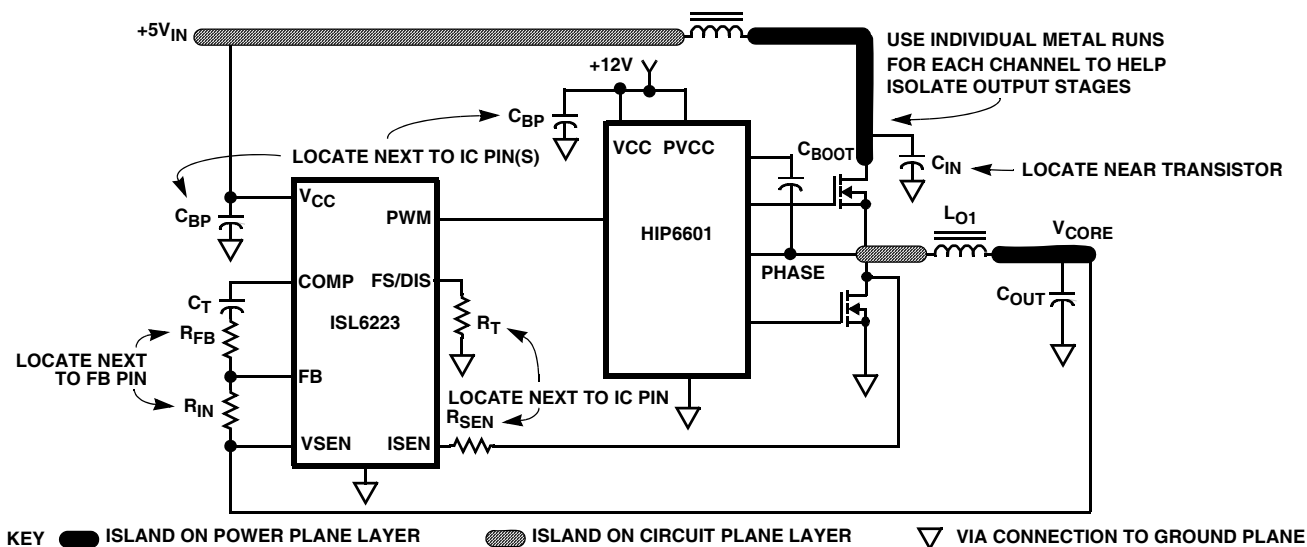 +5VIN
USE INDIVIDUAL METAL RUNS
FOR EACH CHANNEL TO HELP
ISOLATE OUTPUT STAGES
+12V
CBP
LOCATE NEXT TO IC PIN(S)
VCC PVCC
CBOOT
CIN
LOCATE NEAR TRANSISTOR
CBP
VCC
PWM
HIP6601
LO1
VCORE
PHASE
COMP
FS/DIS
CT
ISL6223
RT
COUT
RFB
LOCATE NEXT
TO FB PIN
FB
LOCATE NEXT TO IC PIN
RIN
RSEN
VSEN
ISEN
KEY
ISLAND ON POWER PLANE LAYER
ISLAND ON CIRCUIT PLANE LAYER
VIA CONNECTION TO GROUND PLANE